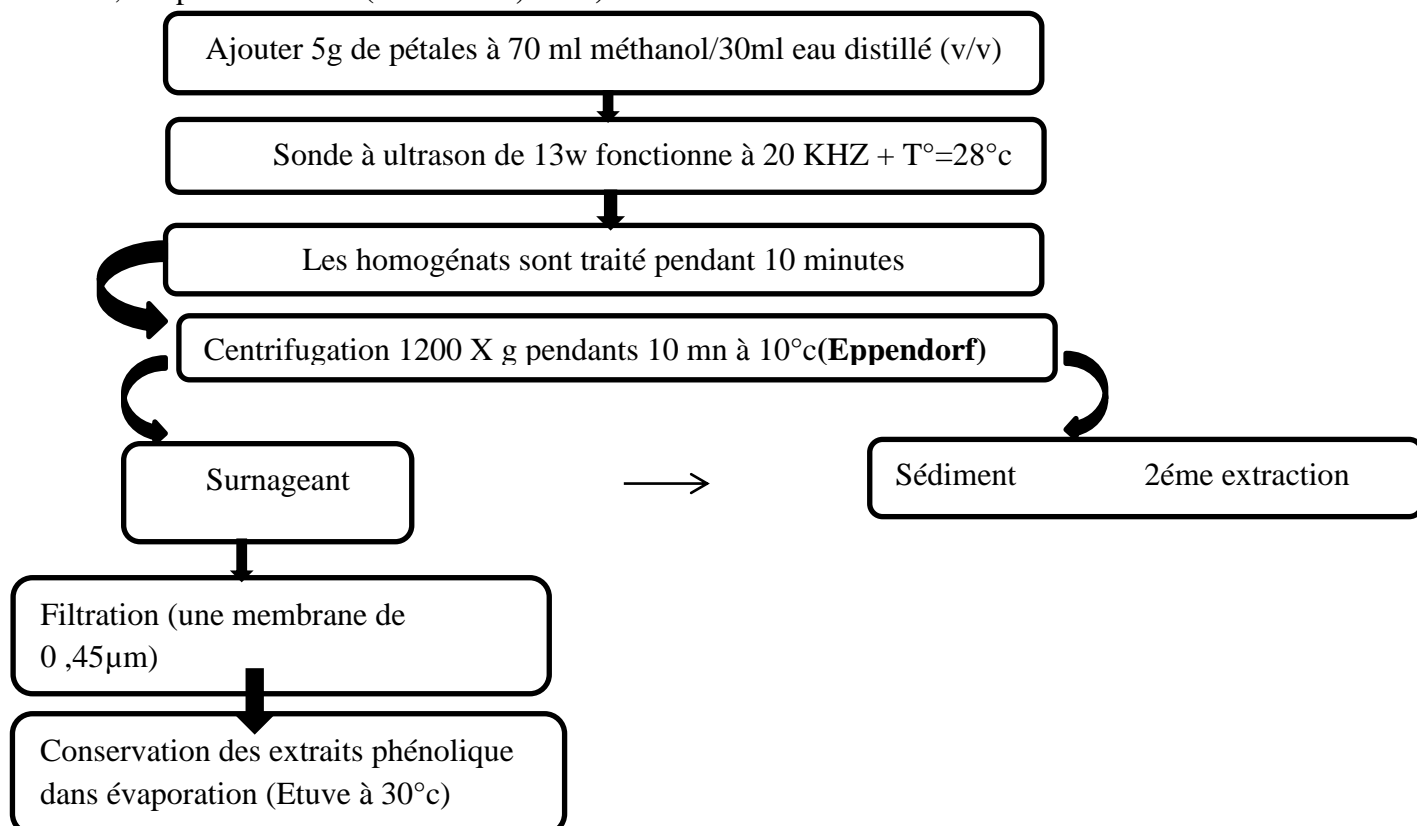 Ajouter 5g de pétales à 70 ml méthanol/30ml eau distillé (v/v)
Sonde à ultrason de 13w fonctionne à 20 KHZ + T°=28°c
Les homogénats sont traité pendant 10 minutes
Centrifugation 1200 X g pendants 10 mn à 10°c(Eppendorf)
Surnageant
Sédiment 2éme extraction
Filtration (une membrane de
0 ,45µm)
Conservation des extraits phénolique
dans évaporation (Etuve à 30°c)